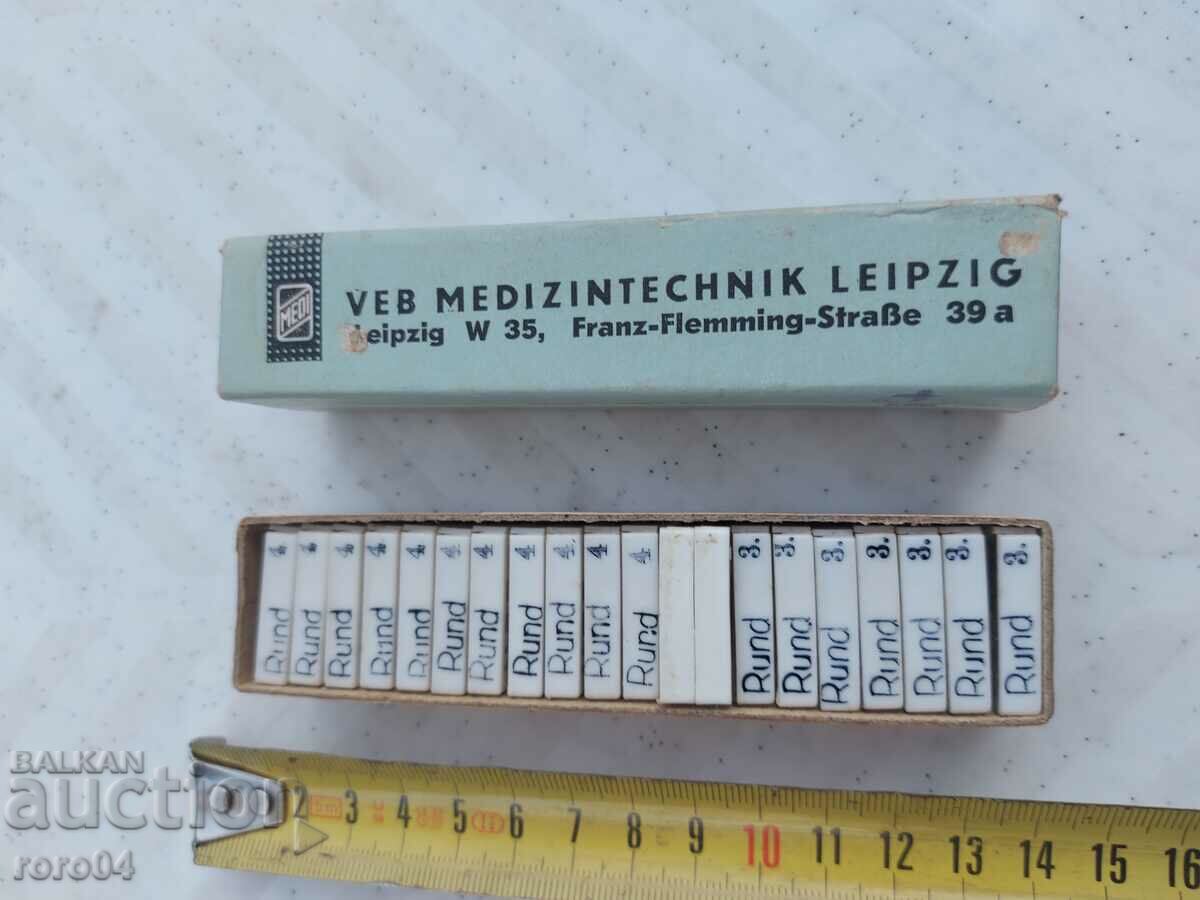 MEDI
VEB MEDIZINTECHNIK LEIPZIG
Leipzig W 35, Franz-Flemming-Straße 39 a
Rund 4
Rund 4
Rund 4
Rund 4
Rund 4
Rund 4
Rund 4
Rund 4
Rund 4
Rund 4
Rund 4
Rund 3.
Rund 3.
Rund 3.
Rund 3.
Rund 3.
Rund 3.
Rund 3.
2 3 4 5 6 7 8 9 10 11 12 13 14 15 16
BALKAN
auction
roro04